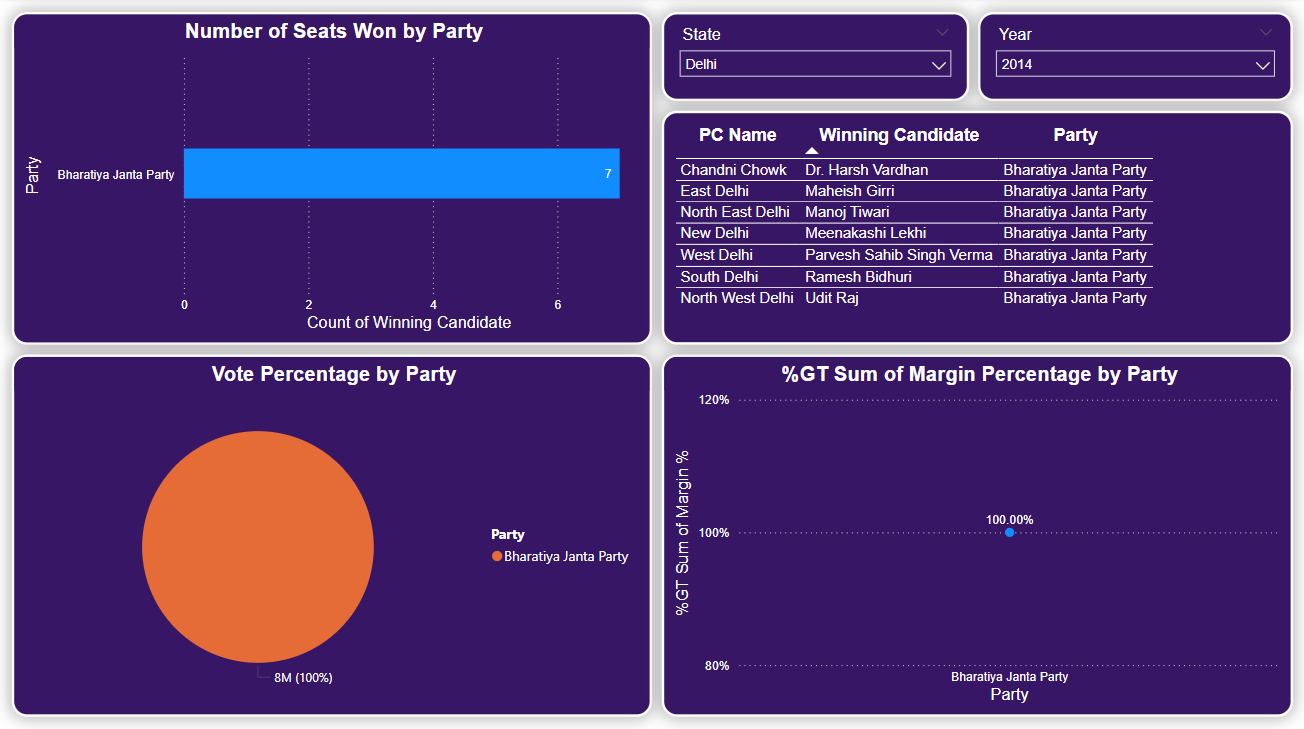 Number of Seats Won by Party
Party
Bharatiya Janta Party
7
0 2 4 6
Count of Winning Candidate
State
Delhi
Year
2014
PC Name Winning Candidate Party
Chandni Chowk Dr. Harsh Vardhan Bharatiya Janta Party
East Delhi Maheish Girri Bharatiya Janta Party
North East Delhi Manoj Tiwari Bharatiya Janta Party
New Delhi Meenakashi Lekhi Bharatiya Janta Party
West Delhi Parvesh Sahib Singh Verma Bharatiya Janta Party
South Delhi Ramesh Bidhuri Bharatiya Janta Party
North West Delhi Udit Raj Bharatiya Janta Party
Vote Percentage by Party
Party
Bharatiya Janta Party
8M (100%)
%GT Sum of Margin Percentage by Party
%GT Sum of Margin %
120%
100.00%
100%
80%
Bharatiya Janta Party
Party